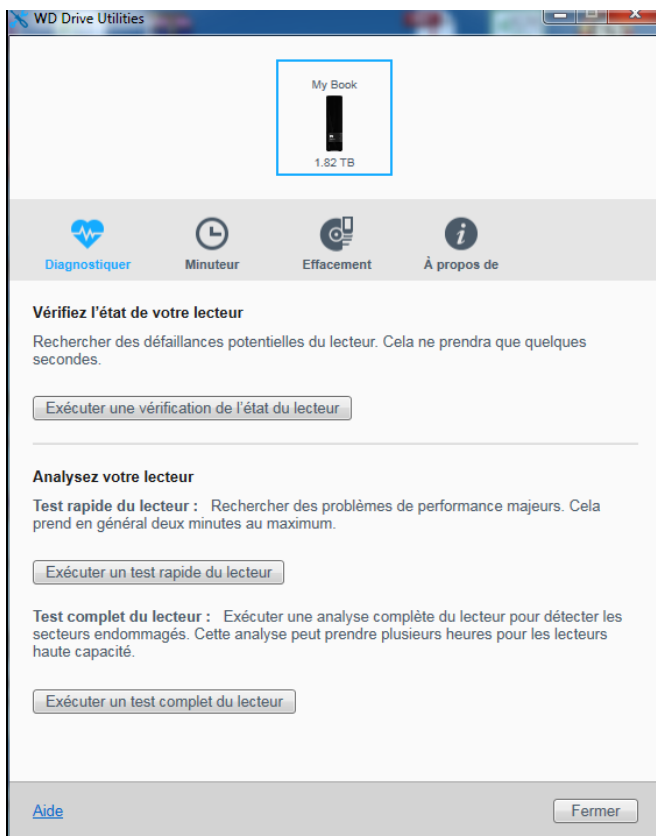 WD Drive Utilities
My Book
1.82 TB
Diagnostiquer Minuteur Effacement À propos de
Vérifiez l’état de votre lecteur
Rechercher des défaillances potentielles du lecteur. Cela ne prendra que quelques
secondes.
Exécuter une vérification de l’état du lecteur
Analysez votre lecteur
Test rapide du lecteur : Rechercher des problèmes de performance majeurs. Cela
prend en général deux minutes au maximum.
Exécuter un test rapide du lecteur
Test complet du lecteur : Exécuter une analyse complète du lecteur pour détecter les
secteurs endommagés. Cette analyse peut prendre plusieurs heures pour les lecteurs
haute capacité.
Exécuter un test complet du lecteur
Aide Fermer